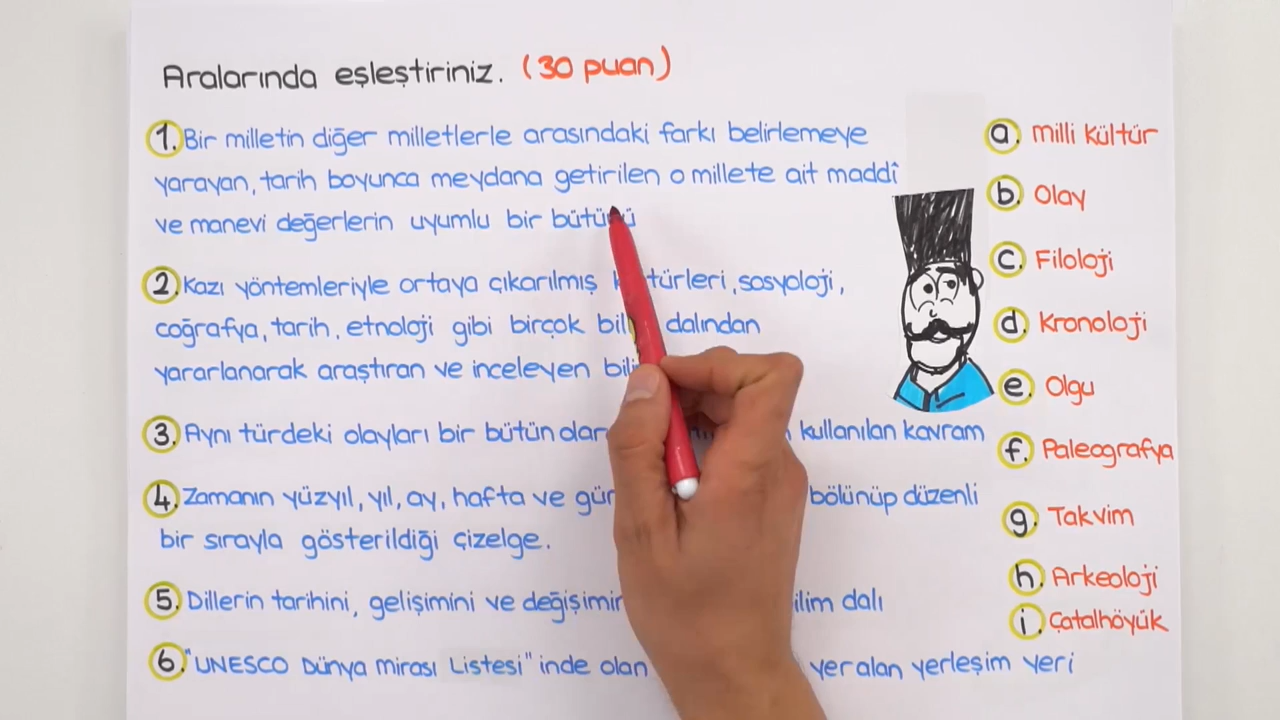 Aralarında eşleştiriniz. (30 puan)
1. Bir milletin diğer milletlerle arasındaki farkı belirlemeye
yarayan, tarih boyunca meydana getirilen o millete ait maddî
ve manevi değerlerin uyumlu bir bütünü
2. Kazı yöntemleriyle ortaya çıkarılmış kültürleri, sosyoloji,
coğrafya, tarih, etnoloji gibi birçok bilim dalından
yararlanarak araştıran ve inceleyen
3. Aynı türdeki olayları bir bütün kullanılan kavram
4. Zamanın yüzyıl, yıl, ay, hafta ve bölünüp düzenli
bir sırayla gösterildiği çizelge.
5. Dillerin tarihini, gelişimini ve dalı
6. "UNESCO Dünya mirası Listesi"inde olan yer alan yerleşim yeri
a. milli Kültür
b. Olay
c. Filoloji
d. Kronoloji
e. Olgu
f. Paleografya
g. Takvim
h. Arkeoloji
i. Çatalhöyük